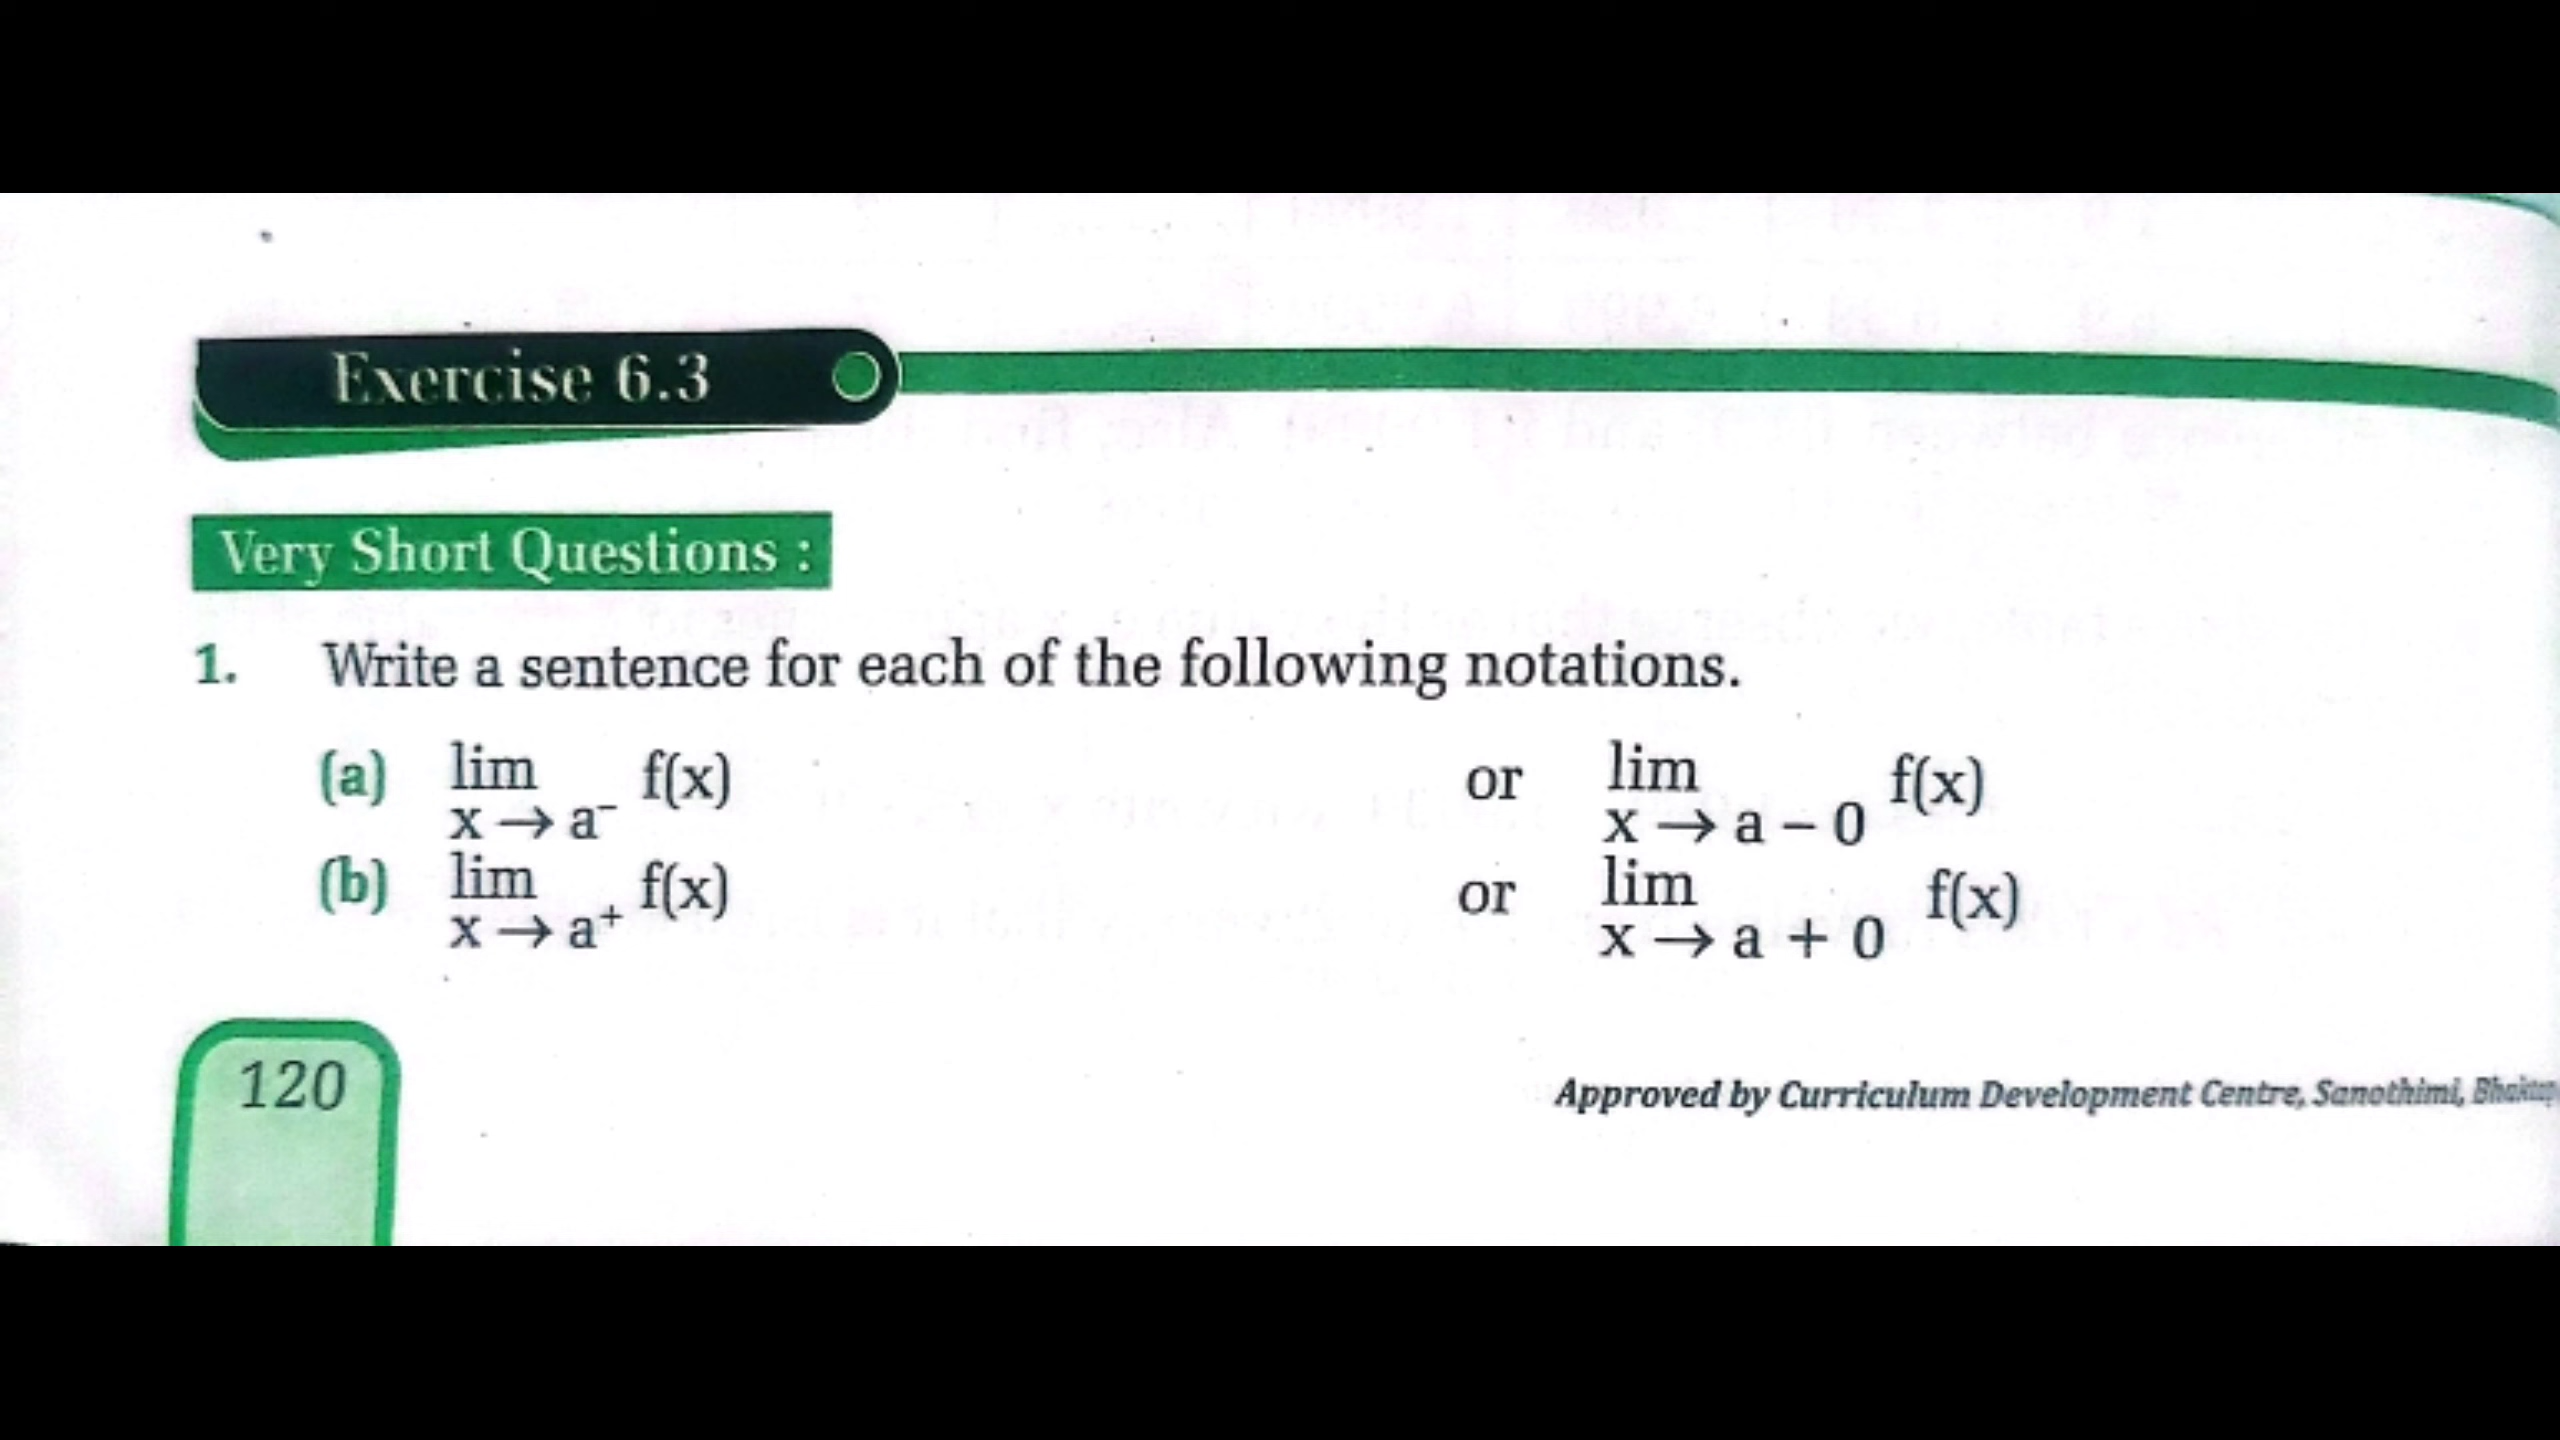 Exercise 6.3
Very Short Questions :
1. Write a sentence for each of the following notations.
(a) lim x → a⁻ f(x) or lim x → a – 0 f(x)
(b) lim x → a⁺ f(x) or lim x → a + 0 f(x)
120
Approved by Curriculum Development Centre, Sanothimi,